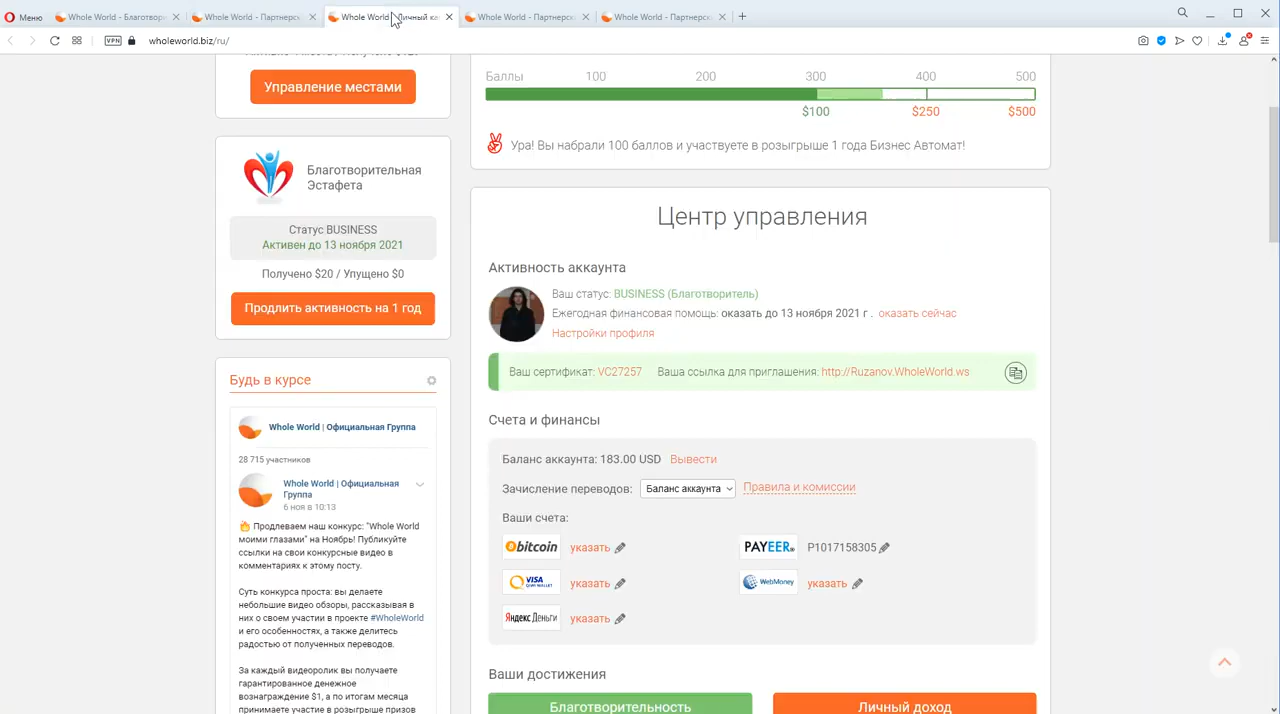 Меню
Whole World - Благотвор
Whole World - Партнерск
Whole World - Личный ка
Whole World - Партнерск
Whole World - Партнерск
VPN
wholeworld.biz/ru/
Управление местами
Благотворительная
Эстафета
Статус BUSINESS
Активен до 13 ноября 2021
Получено $20 / Упущено $0
Продлить активность на 1 год
Будь в курсе
Whole World | Официальная Группа
28 715 участников
Whole World | Официальная
Группа
6 ноя в 10:13
Продлеваем наш конкурс: "Whole World
моими глазами" на Ноябрь! Публикуйте
ссылки на свои конкурсные видео в
комментариях к этому посту.
Суть конкурса проста: вы делаете
небольшие видео обзоры, рассказывая в
них о своем участии в проекте #WholeWorld
и его особенностях, а также делитесь
радостью от полученных переводов.
За каждый видеоролик вы получаете
гарантированное денежное
вознаграждение $1, а по итогам месяца
принимаете участие в розыгрыше призов
Баллы 100 200 300 400 500
$100 $250 $500
Ура! Вы набрали 100 баллов и участвуете в розыгрыше 1 года Бизнес Автомат!
Центр управления
Активность аккаунта
Ваш статус: BUSINESS (Благотворитель)
Ежегодная финансовая помощь: оказать до 13 ноября 2021 г . оказать сейчас
Настройки профиля
Ваш сертификат: VC27257 Ваша ссылка для приглашения: http://Ruzanov.WholeWorld.ws
Счета и финансы
Баланс аккаунта: 183.00 USD Вывести
Зачисление переводов: Баланс аккаунта Правила и комиссии
Ваши счета:
bitcoin указать PAYEER P1017158305
VISA QIWI WALLET указать WebMoney указать
Яндекс Деньги указать
Ваши достижения
Благотворительность Личный доход